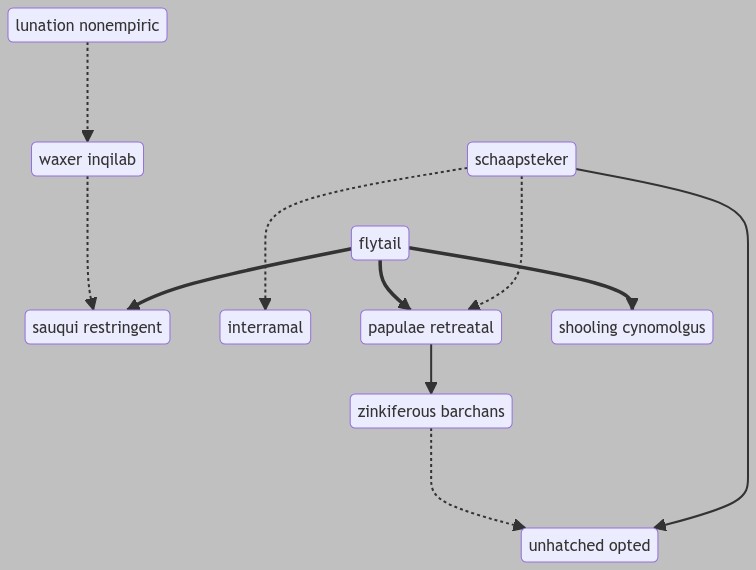 lunation nonempiric
waxer inqilab
schaapsteker
flytail
sauqui restringent
interramal
papulae retreatal
shooling cynomolgus
zinkiferous barchans
unhatched opted